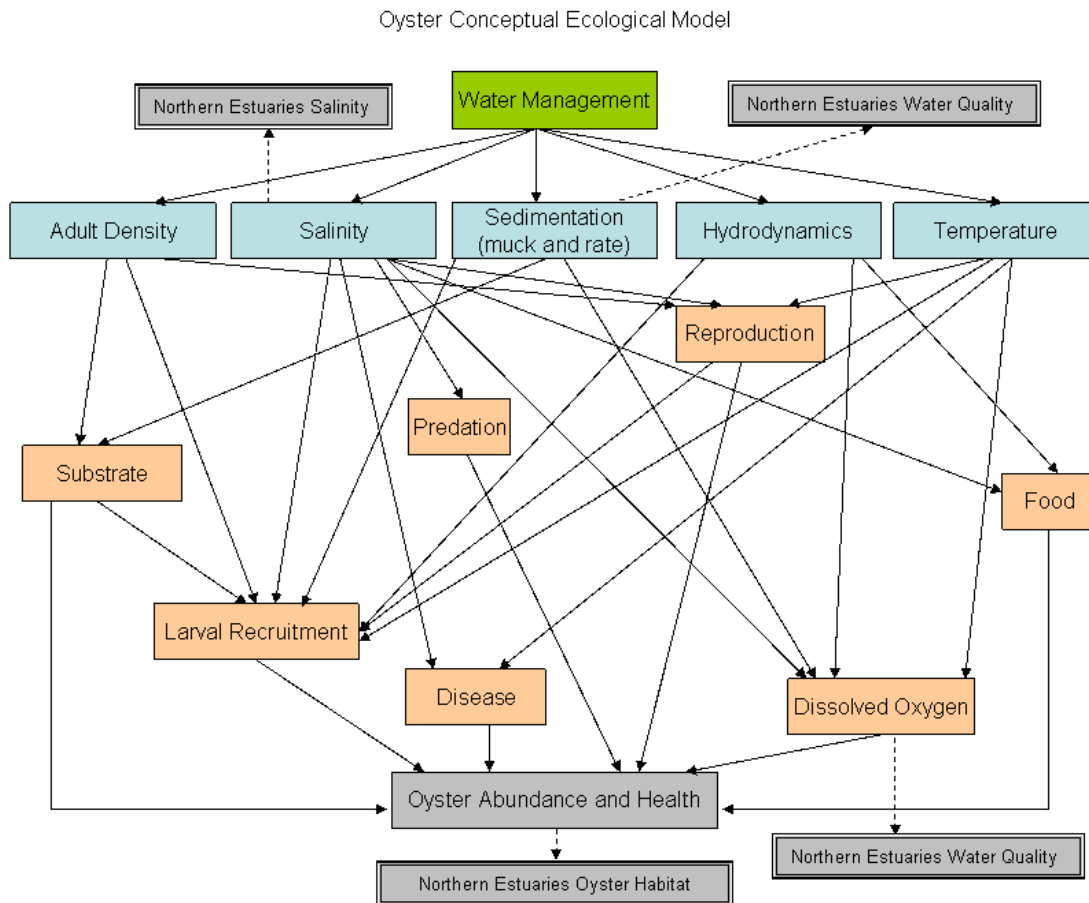 Oyster Conceptual Ecological Model
Northern Estuaries Salinity
Water Management
Northern Estuaries Water Quality
Adult Density
Salinity
Sedimentation
(muck and rate)
Hydrodynamics
Temperature
Reproduction
Predation
Substrate
Food
Larval Recruitment
Disease
Dissolved Oxygen
Oyster Abundance and Health
Northern Estuaries Water Quality
Northern Estuaries Oyster Habitat